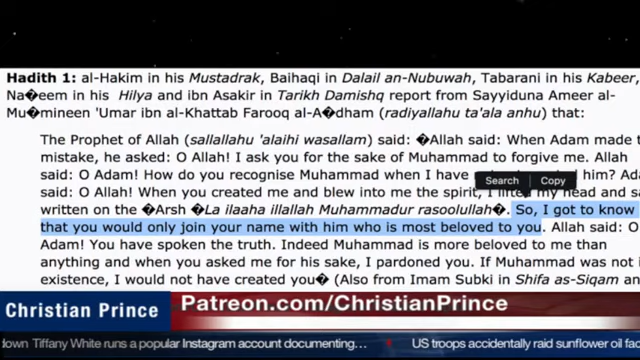 Hadith 1: al-Hakim in his Mustadrak, Baihaqi in Dalail an-Nubuwah, Tabarani in his Kabeer,
Na�eem in his Hilya and ibn Asakir in Tarikh Damishq report from Sayyiduna Ameer al-
Mu�mineen 'Umar ibn al-Khattab Farooq al-A�dham (radiyallahu ta'ala anhu) that:
The Prophet of Allah (sallallahu 'alaihi wasallam) said: �Allah said: When Adam made t
mistake, he asked: O Allah! I ask you for the sake of Muhammad to forgive me. Allah
said: O Adam! How do you recognise Muhammad when I have him? Ada
Search Copy
said: O Allah! When you created me and blew into me the spirit, I lifted my head and sa
written on the �Arsh �La ilaaha illallah Muhammadur rasoolullah�. So, I got to know
that you would only join your name with him who is most beloved to you. Allah said: O
Adam! You have spoken the truth. Indeed Muhammad is more beloved to me than
anything and when you asked me for his sake, I pardoned you. If Muhammad was not i
existence, I would not have created you� (Also from Imam Subki in Shifa as-Siqam an
Christian Prince
Patreon.com/ChristianPrince
down Tiffany White runs a popular Instagram account documenting...
US troops accidentally raid sunflower oil fac